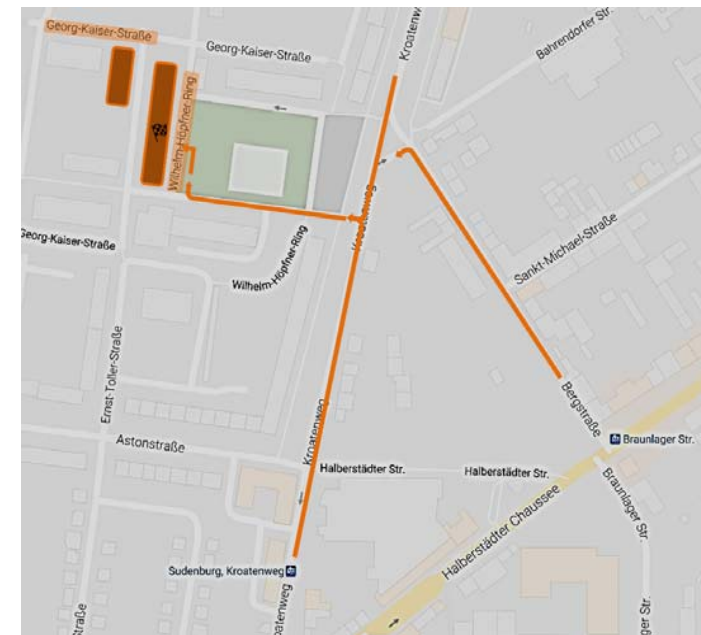 Georg-Kaiser-Straße
Georg-Kaiser-Straße
Kroatenweg
Bahrendorfer Str.
Wilhelm-Höpfner-Ring
Kroatenweg
Georg-Kaiser-Straße
Wilhelm-Höpfner-Ring
Sankt-Michael-Straße
Ernst-Toller-Straße
Kroatenweg
Bergstraße
Astonstraße
Braunlager Str.
Halberstädter Str.
Halberstädter Str.
Braunlager Str.
Halberstädter Chaussee
Sudenburg, Kroatenweg
oatenweg
straße